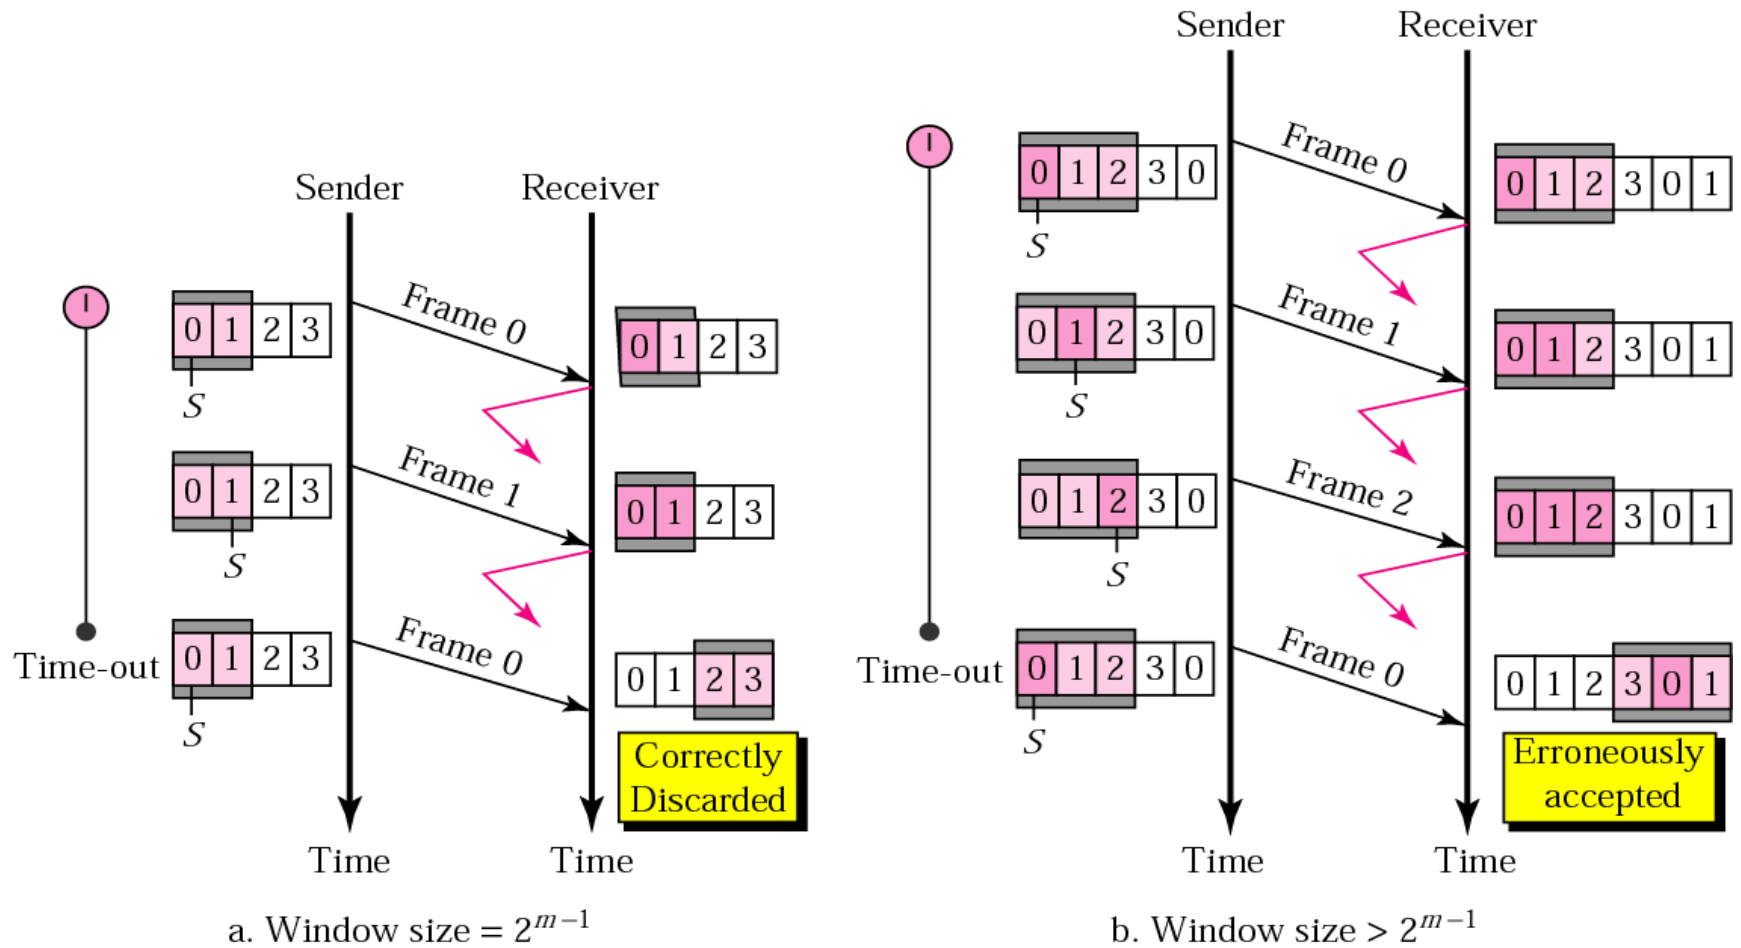 Sender Receiver
0 1 2 3
S
Frame 0
0 1 2 3
0 1 2 3
S
Frame 1
0 1 2 3
0 1 2 3
S
Frame 0
0 1 2 3
Time-out
Correctly
Discarded
Time Time
a. Window size = 2^{m−1}
Sender Receiver
0 1 2 3 0
S
Frame 0
0 1 2 3 0 1
0 1 2 3 0
S
Frame 1
0 1 2 3 0 1
0 1 2 3 0
S
Frame 2
0 1 2 3 0 1
0 1 2 3 0
S
Frame 0
0 1 2 3 0 1
Time-out
Erroneously
accepted
Time Time
b. Window size > 2^{m−1}